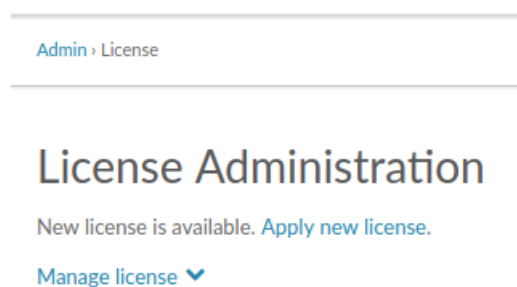 Admin › License
License Administration
New license is available. Apply new license.
Manage license